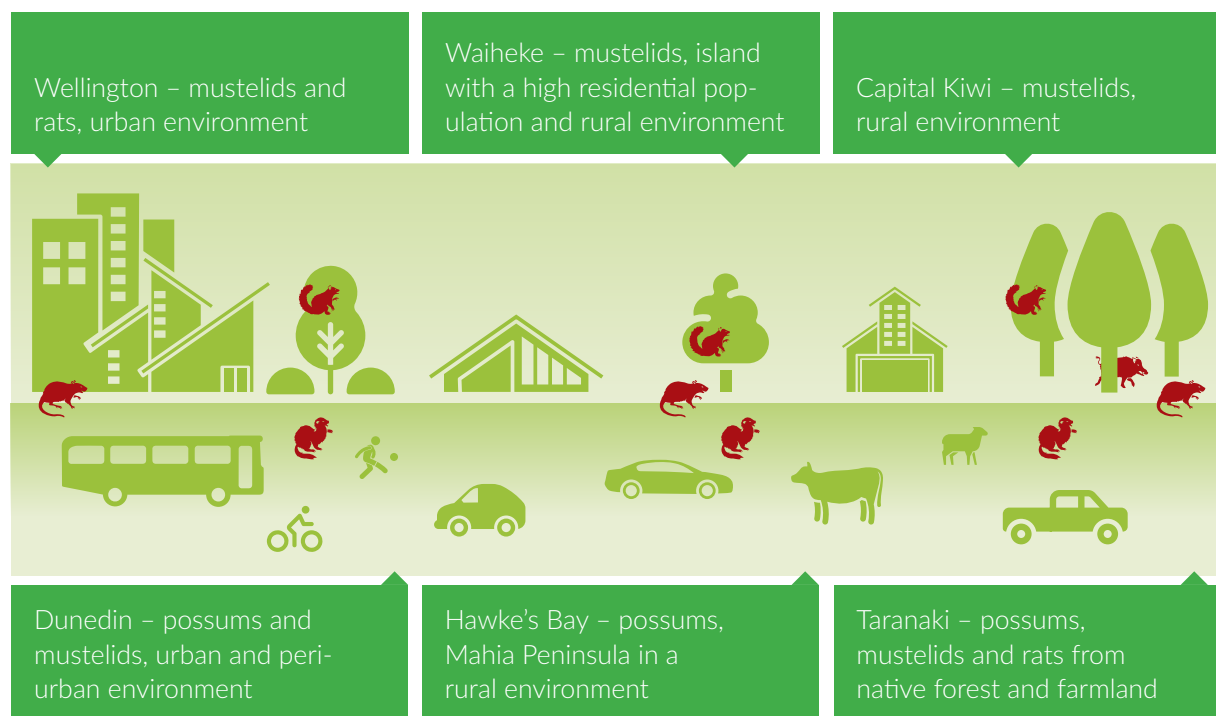 Wellington – mustelids and
rats, urban environment
Waiheke – mustelids, island
with a high residential pop-
ulation and rural environment
Capital Kiwi – mustelids,
rural environment
Dunedin – possums and
mustelids, urban and peri-
urban environment
Hawke's Bay – possums,
Mahia Peninsula in a
rural environment
Taranaki – possums,
mustelids and rats from
native forest and farmland